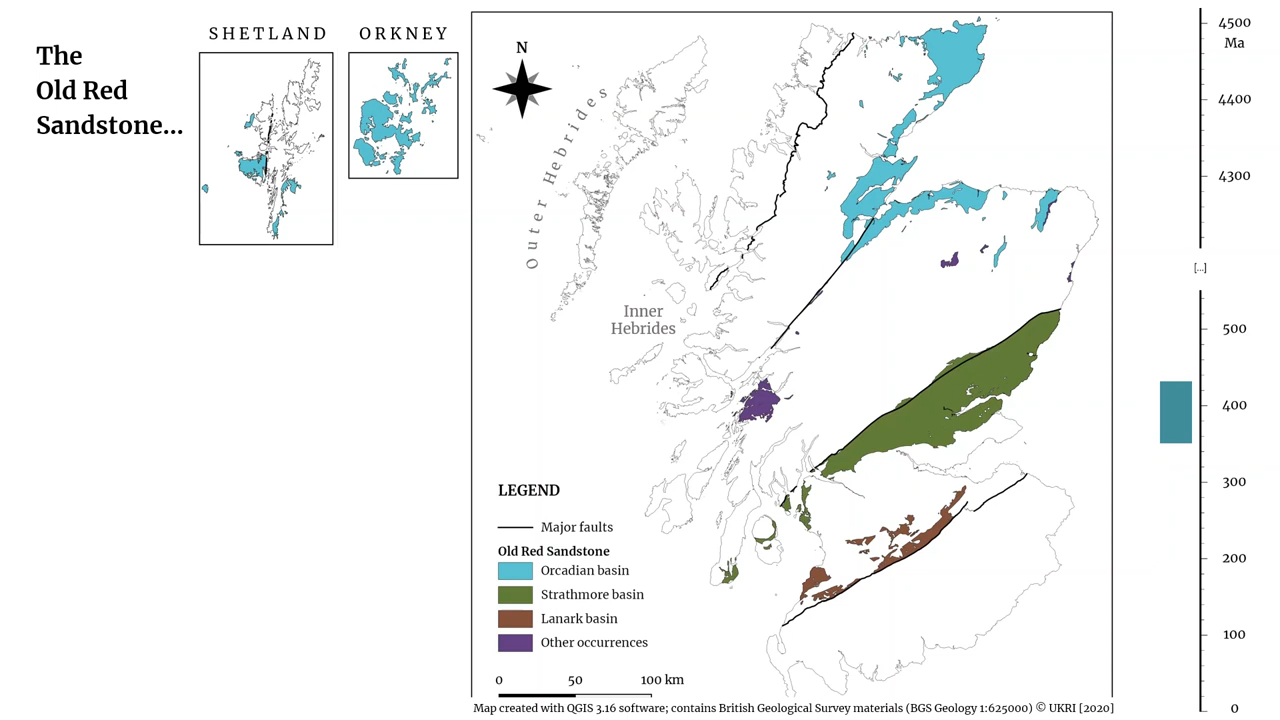 The
Old Red
Sandstone...
SHETLAND
ORKNEY
N
Outer Hebrides
Inner
Hebrides
LEGEND
Major faults
Old Red Sandstone
Orcadian basin
Strathmore basin
Lanark basin
Other occurrences
0 50 100 km
Map created with QGIS 3.16 software; contains British Geological Survey materials (BGS Geology 1:625000) © UKRI [2020]
4500
Ma
4400
4300
[...]
500
400
300
200
100
0